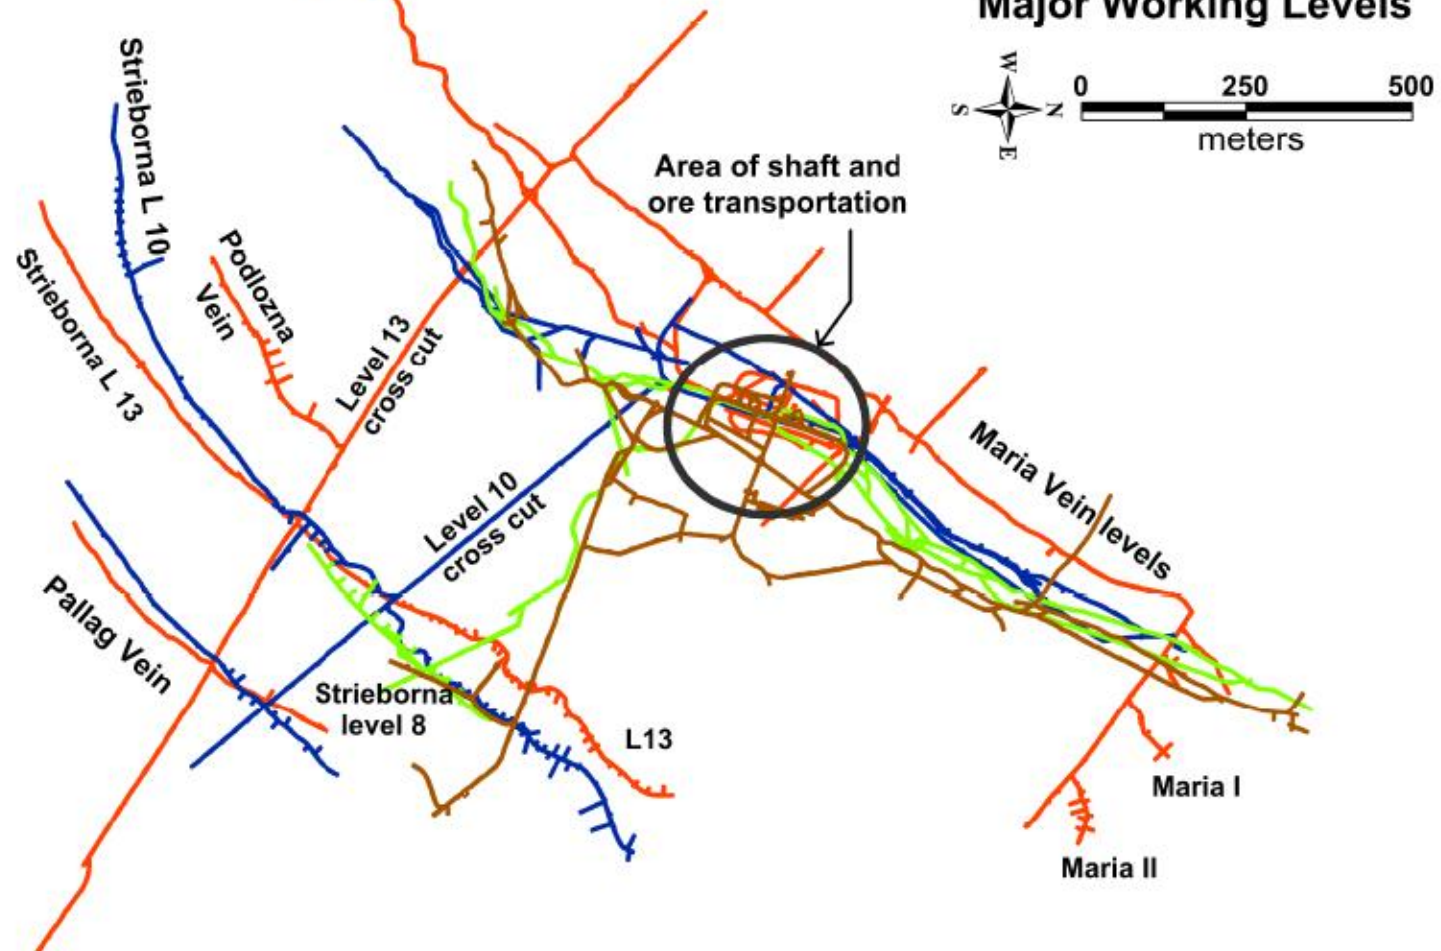 Major Working Levels
W
S
N
E
0 250 500
meters
Strieborna L 10
Area of shaft and
ore transportation
Podlozna
Vein
Strieborna L 13
Level 13
cross cut
Level 10
cross cut
Maria Vein levels
Pallag Vein
Strieborna
level 8
L13
Maria I
Maria II